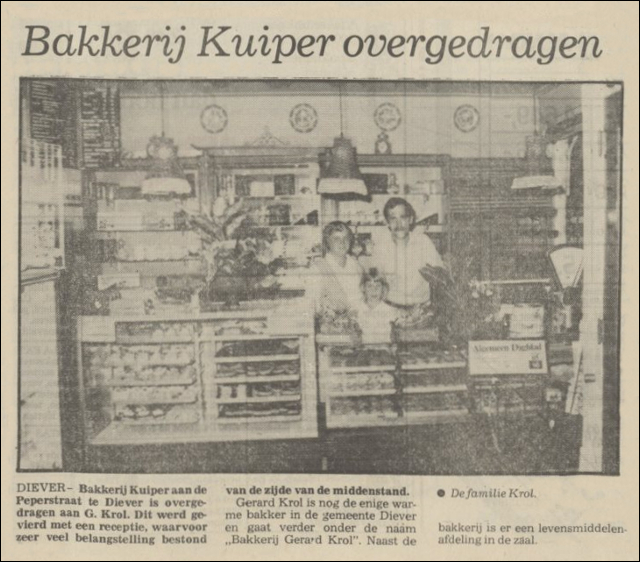 Bakkerij Kuiper overgedragen
Algemeen Dagblad
DIEVER– Bakkerij Kuiper aan de
Peperstraat te Diever is overge-
dragen aan G. Krol. Dit werd ge-
vierd met een receptie, waarvoor
zeer veel belangstelling bestond
van de zijde van de middenstand.
Gerard Krol is nog de enige war-
me bakker in de gemeente Diever
en gaat verder onder de naam
„Bakkerij Gerard Krol". Naast de
● De familie Krol.
bakkerij is er een levensmiddelen-
afdeling in de zaal.